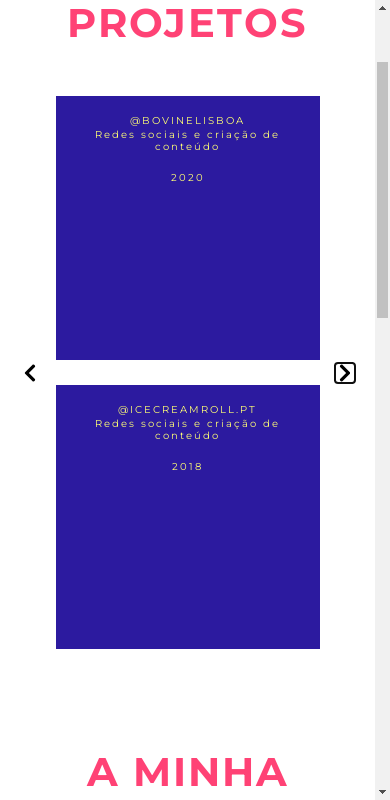 PROJETOS
@BOVINELISBOA
Redes sociais e criação de
conteúdo
2020
@ICECREAMROLL.PT
Redes sociais e criação de
conteúdo
2018
A MINHA